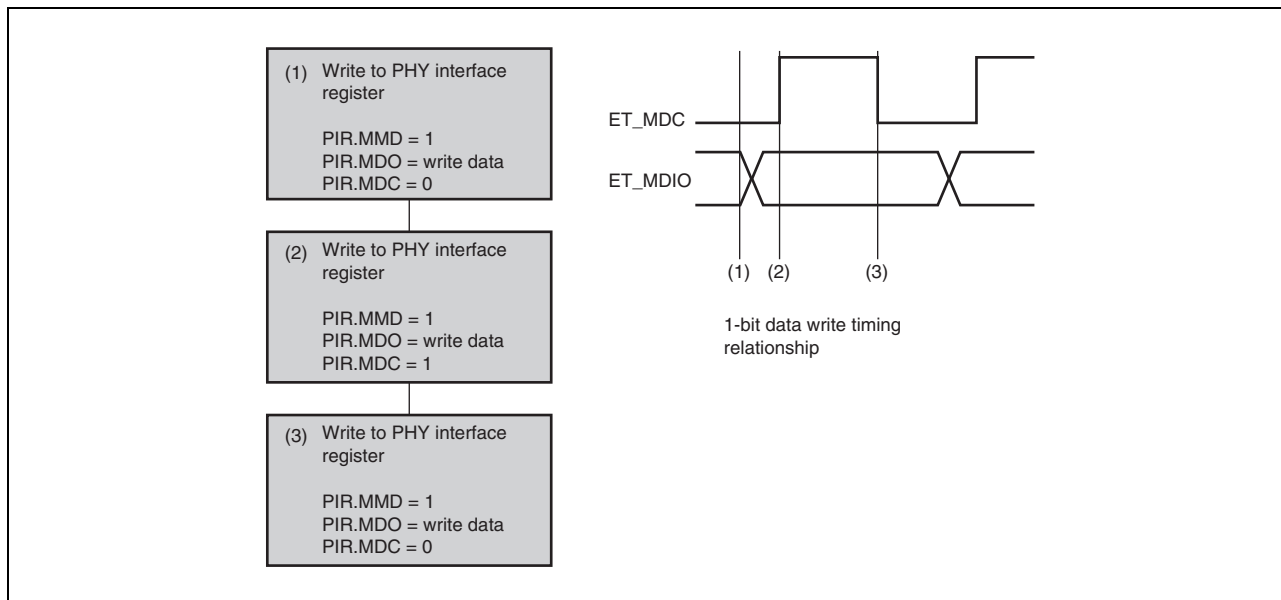 (1) Write to PHY interface
register
PIR.MMD = 1
PIR.MDO = write data
PIR.MDC = 0
(2) Write to PHY interface
register
PIR.MMD = 1
PIR.MDO = write data
PIR.MDC = 1
(3) Write to PHY interface
register
PIR.MMD = 1
PIR.MDO = write data
PIR.MDC = 0
ET_MDC
ET_MDIO
(1) (2) (3)
1-bit data write timing
relationship